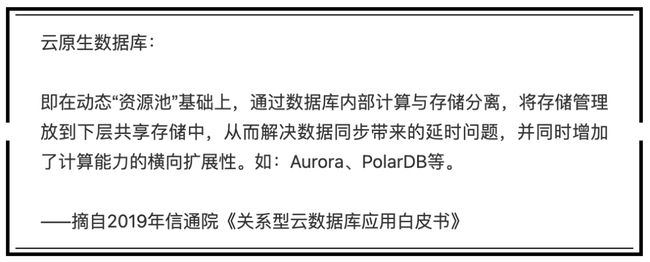 云原生数据库：
即在动态“资源池”基础上，通过数据库内部计算与存储分离，将存储管理
放到下层共享存储中，从而解决数据同步带来的延时问题，并同时增加
了计算能力的横向扩展性。如：Aurora、PolarDB等。
——摘自2019年信通院《关系型云数据库应用白皮书》